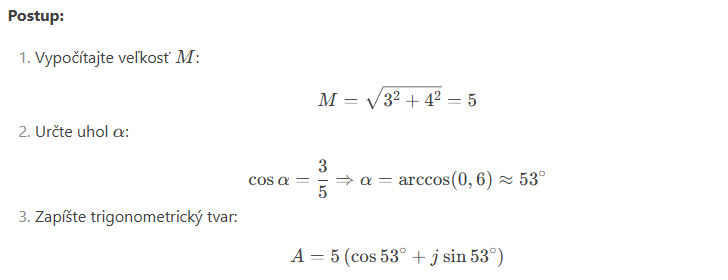 Postup:
1. Vypočítajte veľkosť M:
M = √(3² + 4²) = 5
2. Určte uhol α:
cos α = 3/5 ⇒ α = arccos(0, 6) ≈ 53°
3. Zapíšte trigonometrický tvar:
A = 5 (cos 53° + j sin 53°)